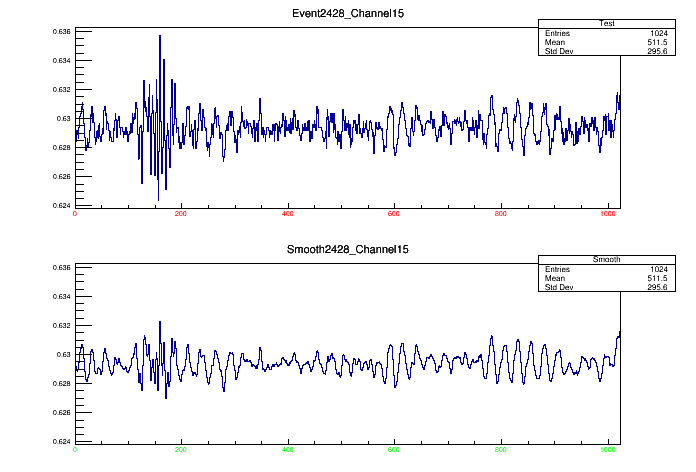 Event2428_Channel15
Test
Entries 1024
Mean 511.5
Std Dev 295.6
0.636
0.634
0.632
0.63
0.628
0.626
0.624
0 200 400 600 800 1000
Smooth2428_Channel15
Smooth
Entries 1024
Mean 511.5
Std Dev 295.6
0.636
0.634
0.632
0.63
0.628
0.626
0.624
0 200 400 600 800 1000